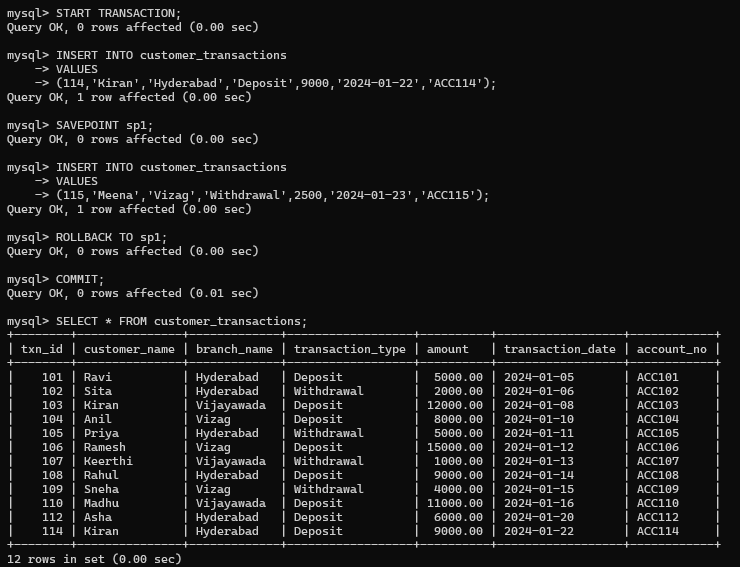 mysql> START TRANSACTION;
Query OK, 0 rows affected (0.00 sec)

mysql> INSERT INTO customer_transactions
    -> VALUES
    -> (114,'Kiran','Hyderabad','Deposit',9000,'2024-01-22','ACC114');
Query OK, 1 row affected (0.00 sec)

mysql> SAVEPOINT sp1;
Query OK, 0 rows affected (0.00 sec)

mysql> INSERT INTO customer_transactions
    -> VALUES
    -> (115,'Meena','Vizag','Withdrawal',2500,'2024-01-23','ACC115');
Query OK, 1 row affected (0.00 sec)

mysql> ROLLBACK TO sp1;
Query OK, 0 rows affected (0.00 sec)

mysql> COMMIT;
Query OK, 0 rows affected (0.01 sec)

mysql> SELECT * FROM customer_transactions;
+--------+---------------+-------------+------------------+----------+------------------+------------+
| txn_id | customer_name | branch_name | transaction_type | amount   | transaction_date | account_no |
+--------+---------------+-------------+------------------+----------+------------------+------------+
|    101 | Ravi          | Hyderabad   | Deposit          |  5000.00 | 2024-01-05       | ACC101     |
|    102 | Sita          | Hyderabad   | Withdrawal       |  2000.00 | 2024-01-06       | ACC102     |
|    103 | Kiran         | Vijayawada  | Deposit          | 12000.00 | 2024-01-08       | ACC103     |
|    104 | Anil          | Vizag       | Deposit          |  8000.00 | 2024-01-10       | ACC104     |
|    105 | Priya         | Hyderabad   | Withdrawal       |  5000.00 | 2024-01-11       | ACC105     |
|    106 | Ramesh        | Vizag       | Deposit          | 15000.00 | 2024-01-12       | ACC106     |
|    107 | Keerthi       | Vijayawada  | Withdrawal       |  1000.00 | 2024-01-13       | ACC107     |
|    108 | Rahul         | Hyderabad   | Deposit          |  9000.00 | 2024-01-14       | ACC108     |
|    109 | Sneha         | Vizag       | Withdrawal       |  4000.00 | 2024-01-15       | ACC109     |
|    110 | Madhu         | Vijayawada  | Deposit          | 11000.00 | 2024-01-16       | ACC110     |
|    112 | Asha          | Hyderabad   | Deposit          |  6000.00 | 2024-01-20       | ACC112     |
|    114 | Kiran         | Hyderabad   | Deposit          |  9000.00 | 2024-01-22       | ACC114     |
+--------+---------------+-------------+------------------+----------+------------------+------------+
12 rows in set (0.00 sec)